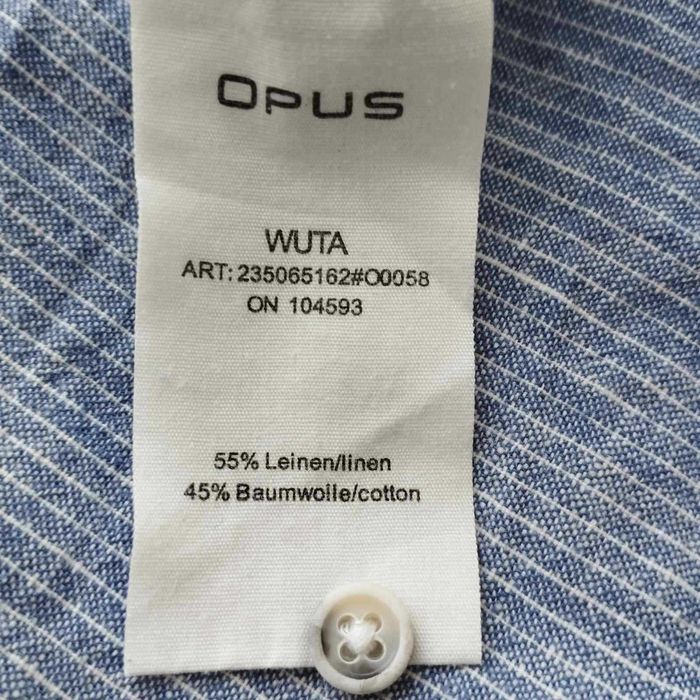 OPUS
WUTA
ART: 235065162#O0058
ON 104593
55% Leinen/linen
45% Baumwolle/cotton